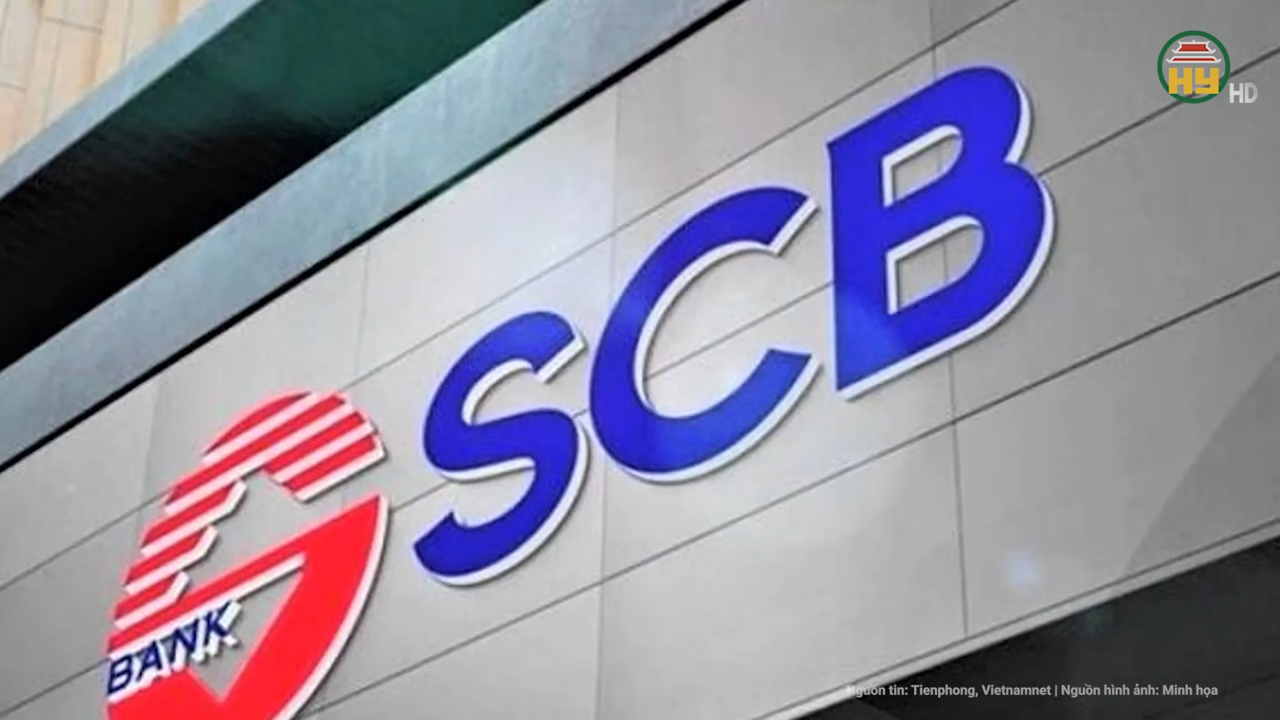 HY
HD
SCB
BANK
Nguồn tin: Tienphong, Vietnamnet | Nguồn hình ảnh: Minh họa